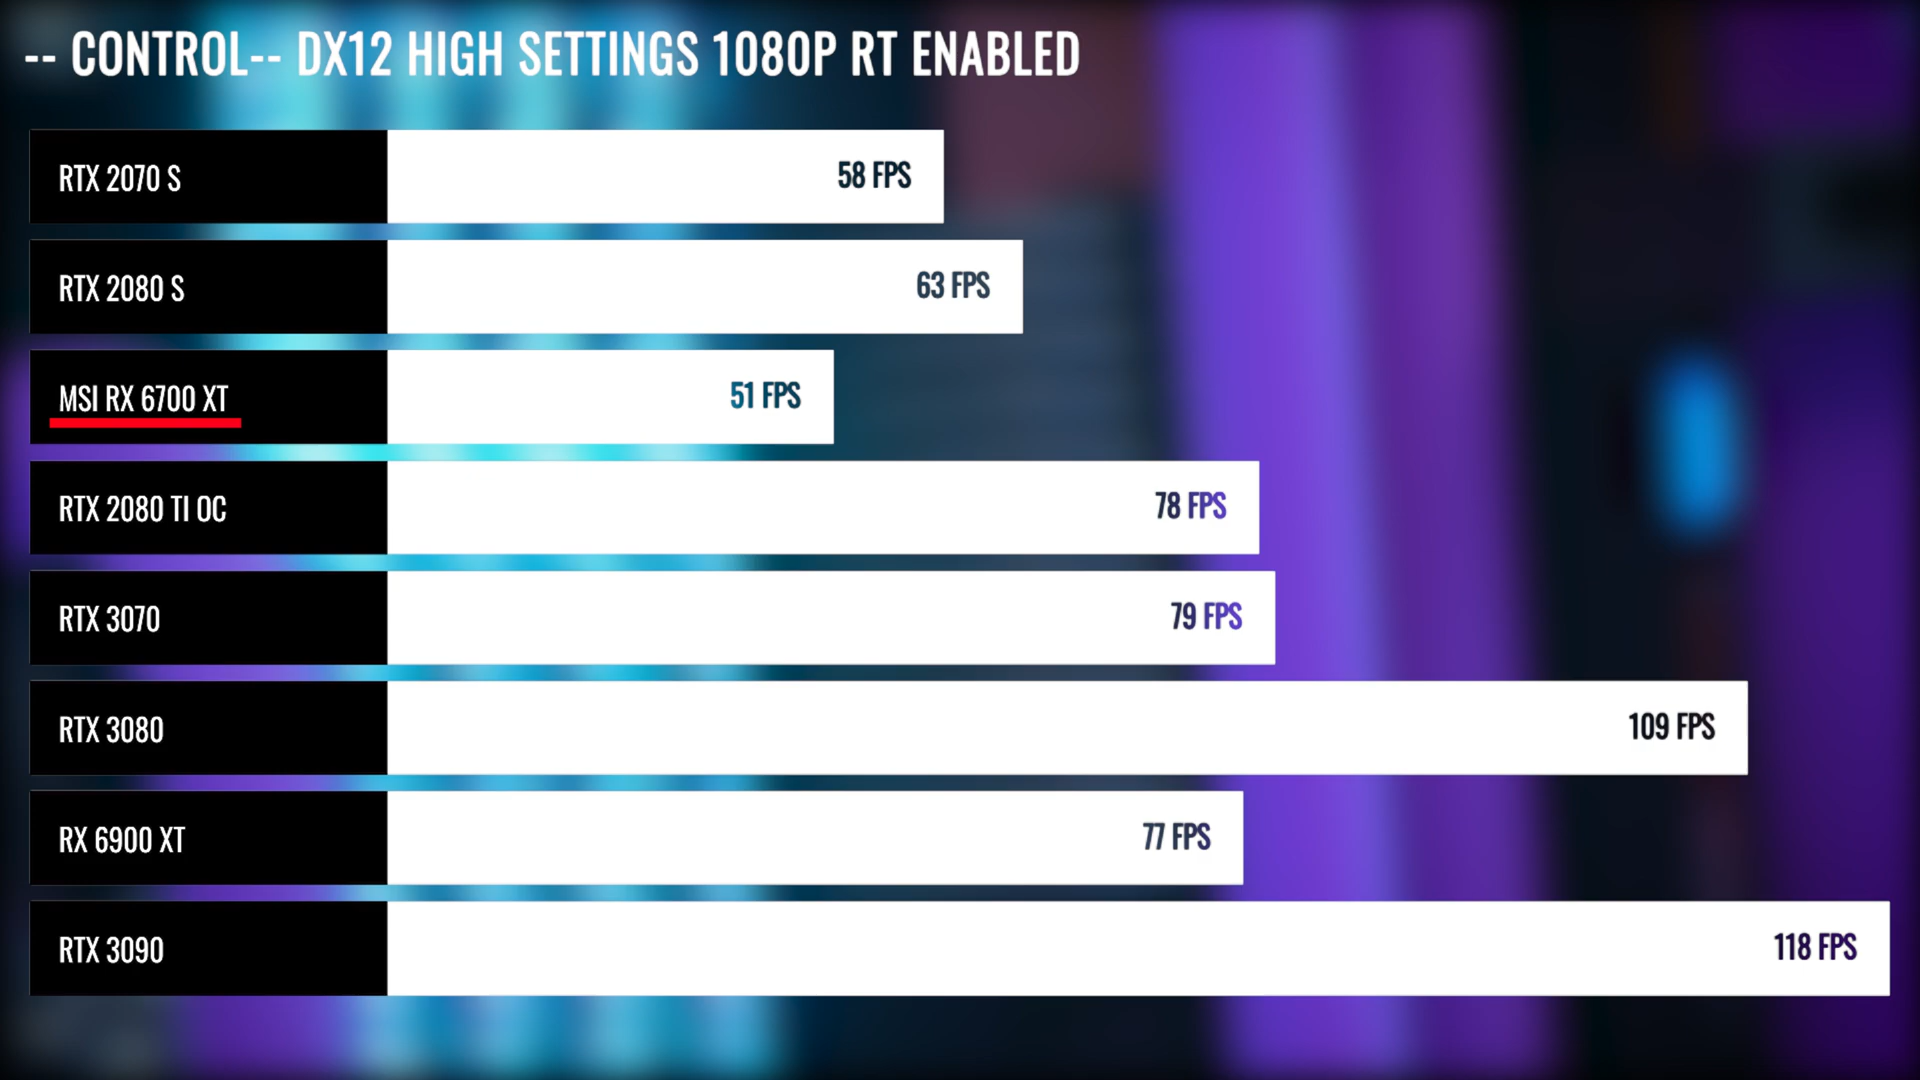 -- CONTROL-- DX12 HIGH SETTINGS 1080P RT ENABLED
RTX 2070 S 58 FPS
RTX 2080 S 63 FPS
MSI RX 6700 XT 51 FPS
RTX 2080 TI OC 78 FPS
RTX 3070 79 FPS
RTX 3080 109 FPS
RX 6900 XT 77 FPS
RTX 3090 118 FPS